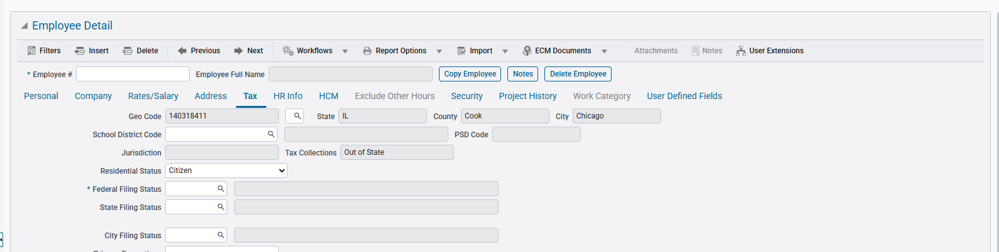 Employee Detail
Filters Insert Delete Previous Next Workflows Report Options Import ECM Documents Attachments Notes User Extensions
* Employee # Employee Full Name Copy Employee Notes Delete Employee
Personal Company Rates/Salary Address Tax HR Info HCM Exclude Other Hours Security Project History Work Category User Defined Fields
Geo Code 140318411 State IL County Cook City Chicago
School District Code PSD Code
Jurisdiction Tax Collections Out of State
Residential Status Citizen
* Federal Filing Status
State Filing Status
City Filing Status